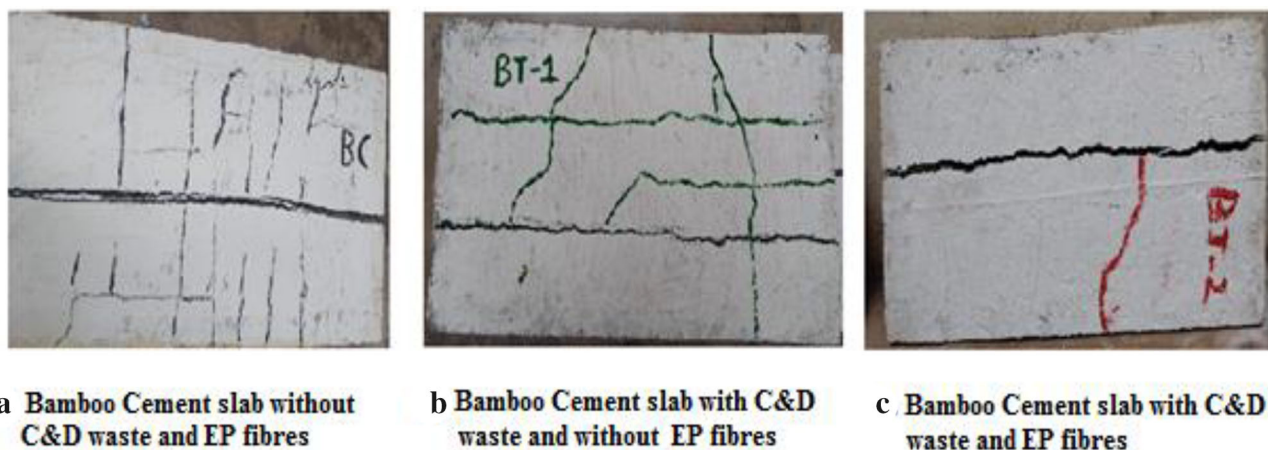 BC
BT-1
BT-2
a Bamboo Cement slab without
C&D waste and EP fibres
b Bamboo Cement slab with C&D
waste and without EP fibres
c Bamboo Cement slab with C&D
waste and EP fibres